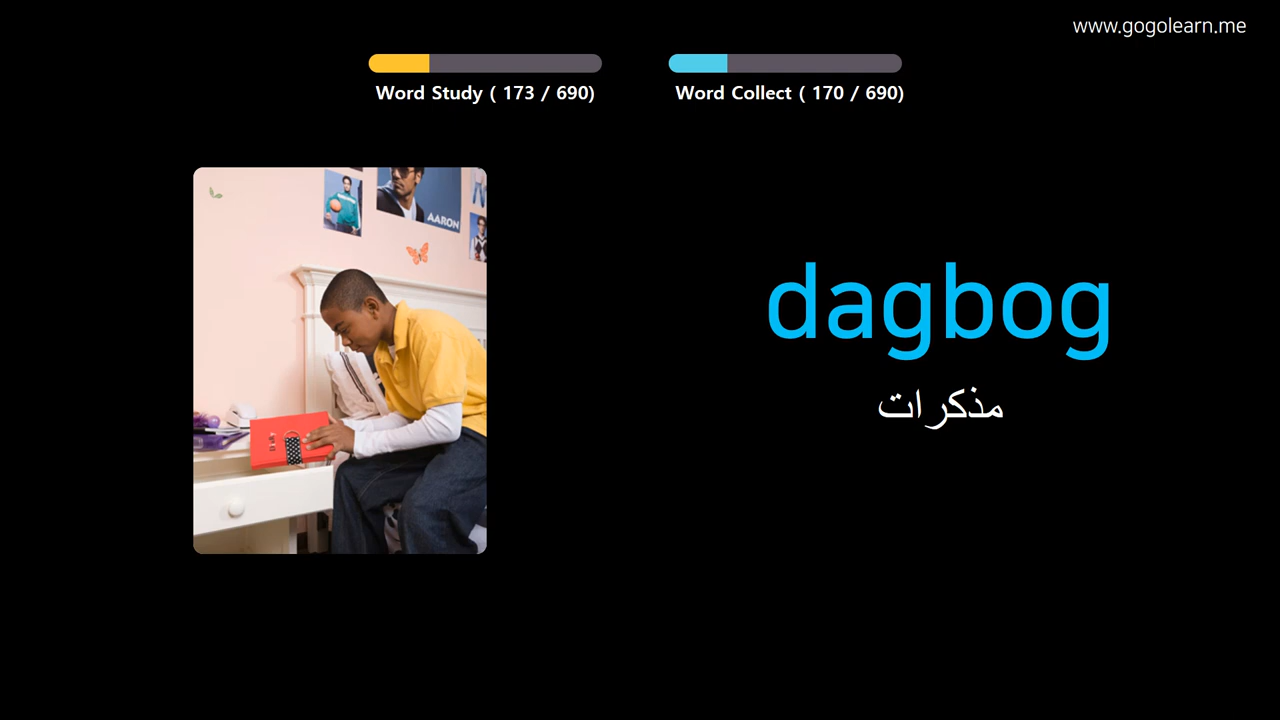 www.gogolearn.me
Word Study ( 173 / 690)
Word Collect ( 170 / 690)
AARON
dagbog
مذكرات